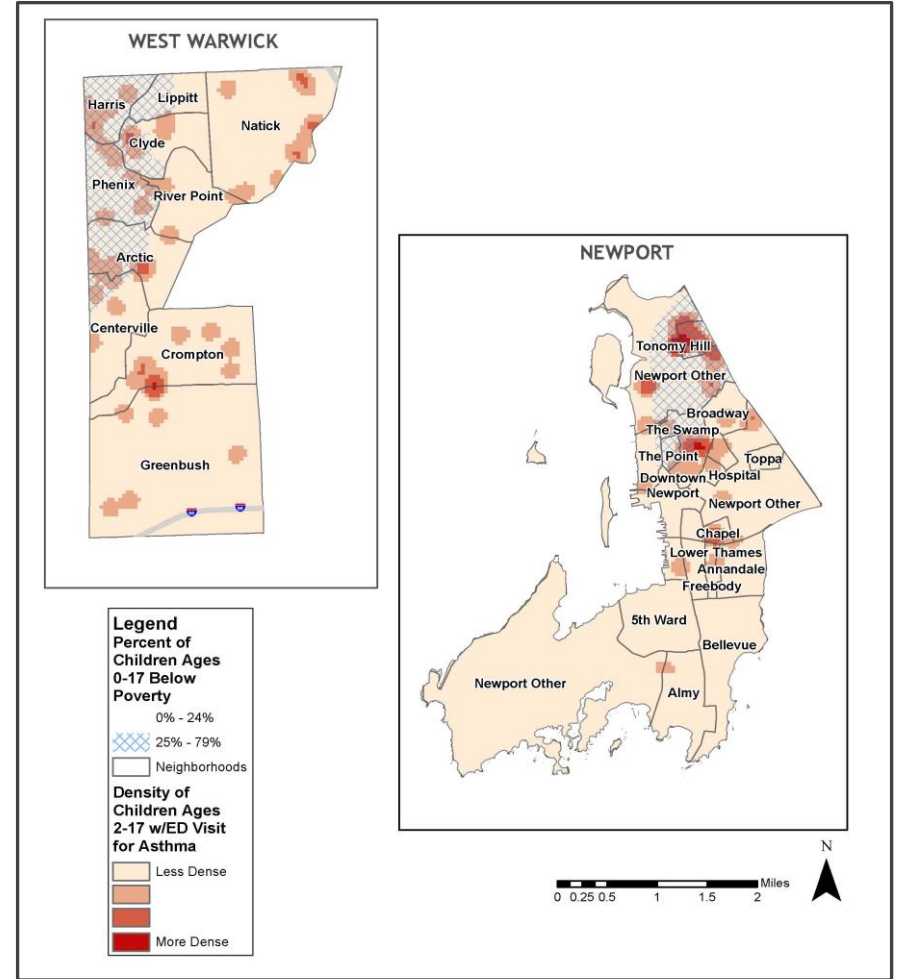 WEST WARWICK
Harris
Lippitt
Natick
Clyde
Phenix
River Point
Arctic
Centerville
Crompton
Greenbush
NEWPORT
Tonomy Hill
Newport Other
Broadway
The Swamp
The Point
Toppa
Downtown
Hospital
Newport
Newport Other
Chapel
Lower Thames
Annandale
Freebody
5th Ward
Bellevue
Newport Other
Almy
Legend
Percent of
Children Ages
0-17 Below
Poverty
0% - 24%
25% - 79%
Neighborhoods
Density of
Children Ages
2-17 w/ED Visit
for Asthma
Less Dense
More Dense
N
Miles
0 0.25 0.5 1 1.5 2